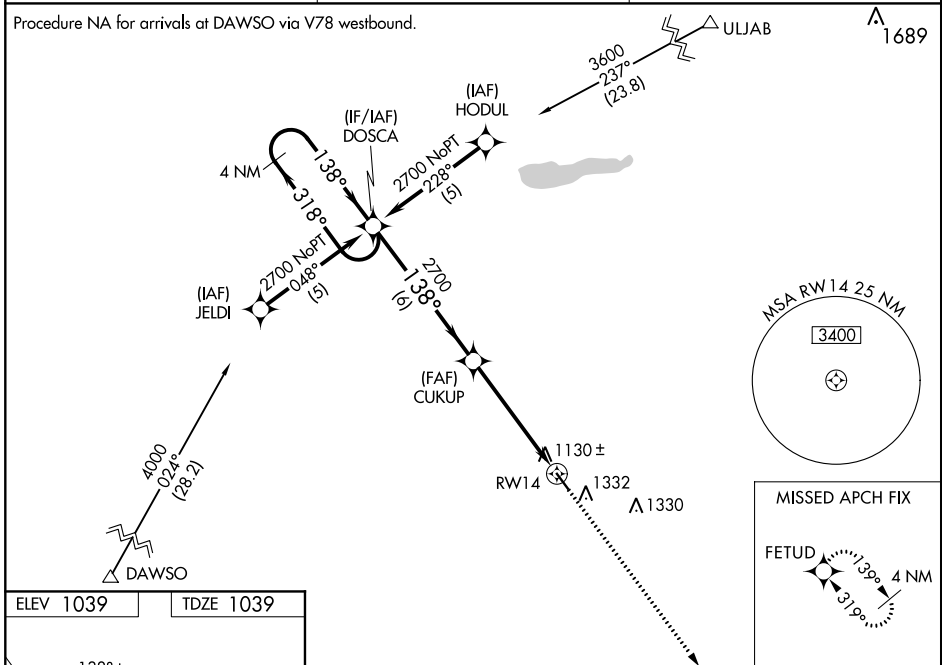 Procedure NA for arrivals at DAWSO via V78 westbound.
ULJAB
1689
3600
237°
(23.8)
(IAF)
HODUL
(IF/IAF)
DOSCA
4 NM
138°
318°
2700 NoPT
228°
(5)
2700 NoPT
048°
(5)
(IAF)
JELDI
2700
138°
(6)
(FAF)
CUKUP
MSA RW14 25 NM
3400
4000
024°
(28.2)
DAWSO
1130 ±
RW14
1332
1330
MISSED APCH FIX
FETUD
139°
4 NM
319°
ELEV 1039
TDZE 1039